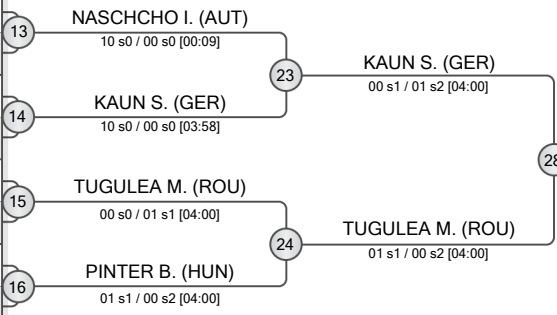 NASCHCHO I. (AUT)
13
10 s0 / 00 s0 [00:09]
23
KAUN S. (GER)
00 s1 / 01 s2 [04:00]
KAUN S. (GER)
14
10 s0 / 00 s0 [03:58]
28
TUGULEA M. (ROU)
15
00 s0 / 01 s1 [04:00]
24
TUGULEA M. (ROU)
01 s1 / 00 s2 [04:00]
PINTER B. (HUN)
16
01 s1 / 00 s2 [04:00]